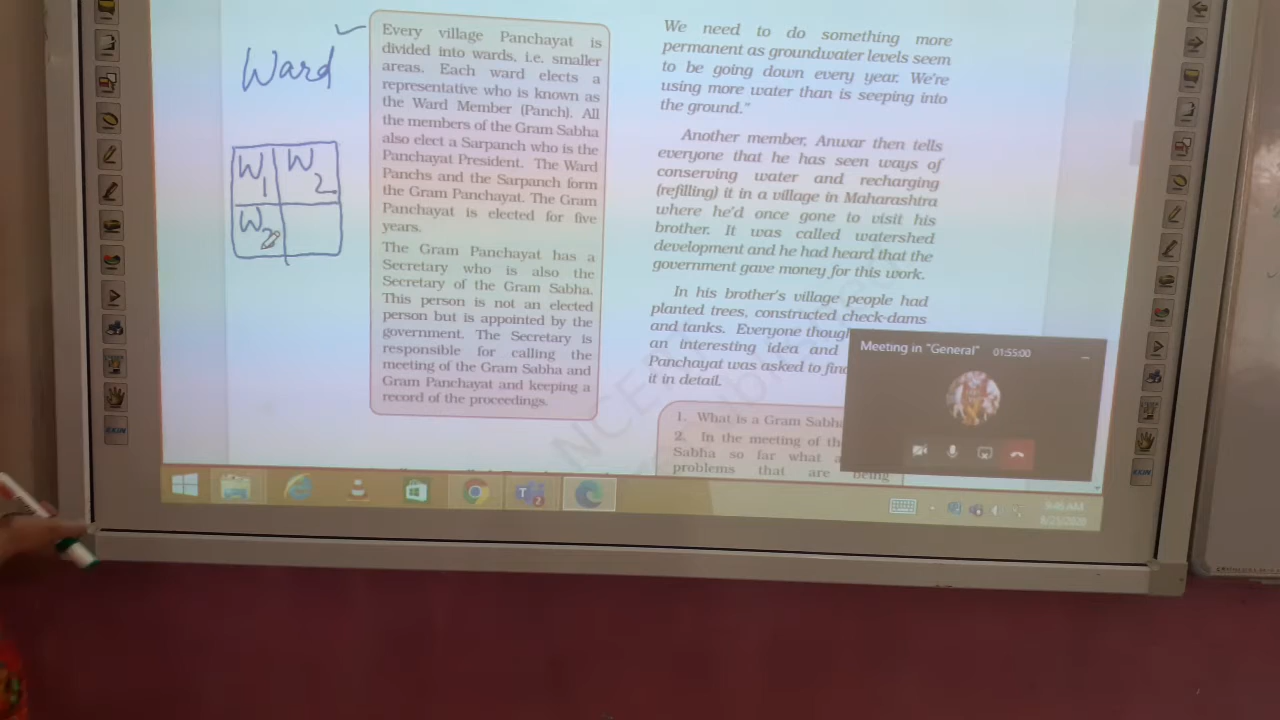 Ward
W1 W2
W3
Every village Panchayat is
divided into wards, i.e. smaller
areas. Each ward elects a
representative who is known as
the Ward Member (Panch). All
the members of the Gram Sabha
also elect a Sarpanch who is the
Panchayat President. The Ward
Panchs and the Sarpanch form
the Gram Panchayat. The Gram
Panchayat is elected for five
years.
The Gram Panchayat has a
Secretary who is also the
Secretary of the Gram Sabha.
This person is not an elected
person but is appointed by the
government. The Secretary is
responsible for calling the
meeting of the Gram Sabha and
Gram Panchayat and keeping a
record of the proceedings.
We need to do something more
permanent as groundwater levels seem
to be going down every year. We're
using more water than is seeping into
the ground."
Another member, Anwar then tells
everyone that he has seen ways of
conserving water and recharging
(refilling) it in a village in Maharashtra
where he'd once gone to visit his
brother. It was called watershed
development and he had heard that the
government gave money for this work.
In his brother's village people had
planted trees, constructed check-dams
and tanks. Everyone though
an interesting idea and
Panchayat was asked to find
it in detail.
1. What is a Gram Sabh
2. In the meeting of th
Sabha so far what a
problems that are being
Meeting in "General" 01:55:00
EXIN
EXIN
9:46 AM
8/25/2020